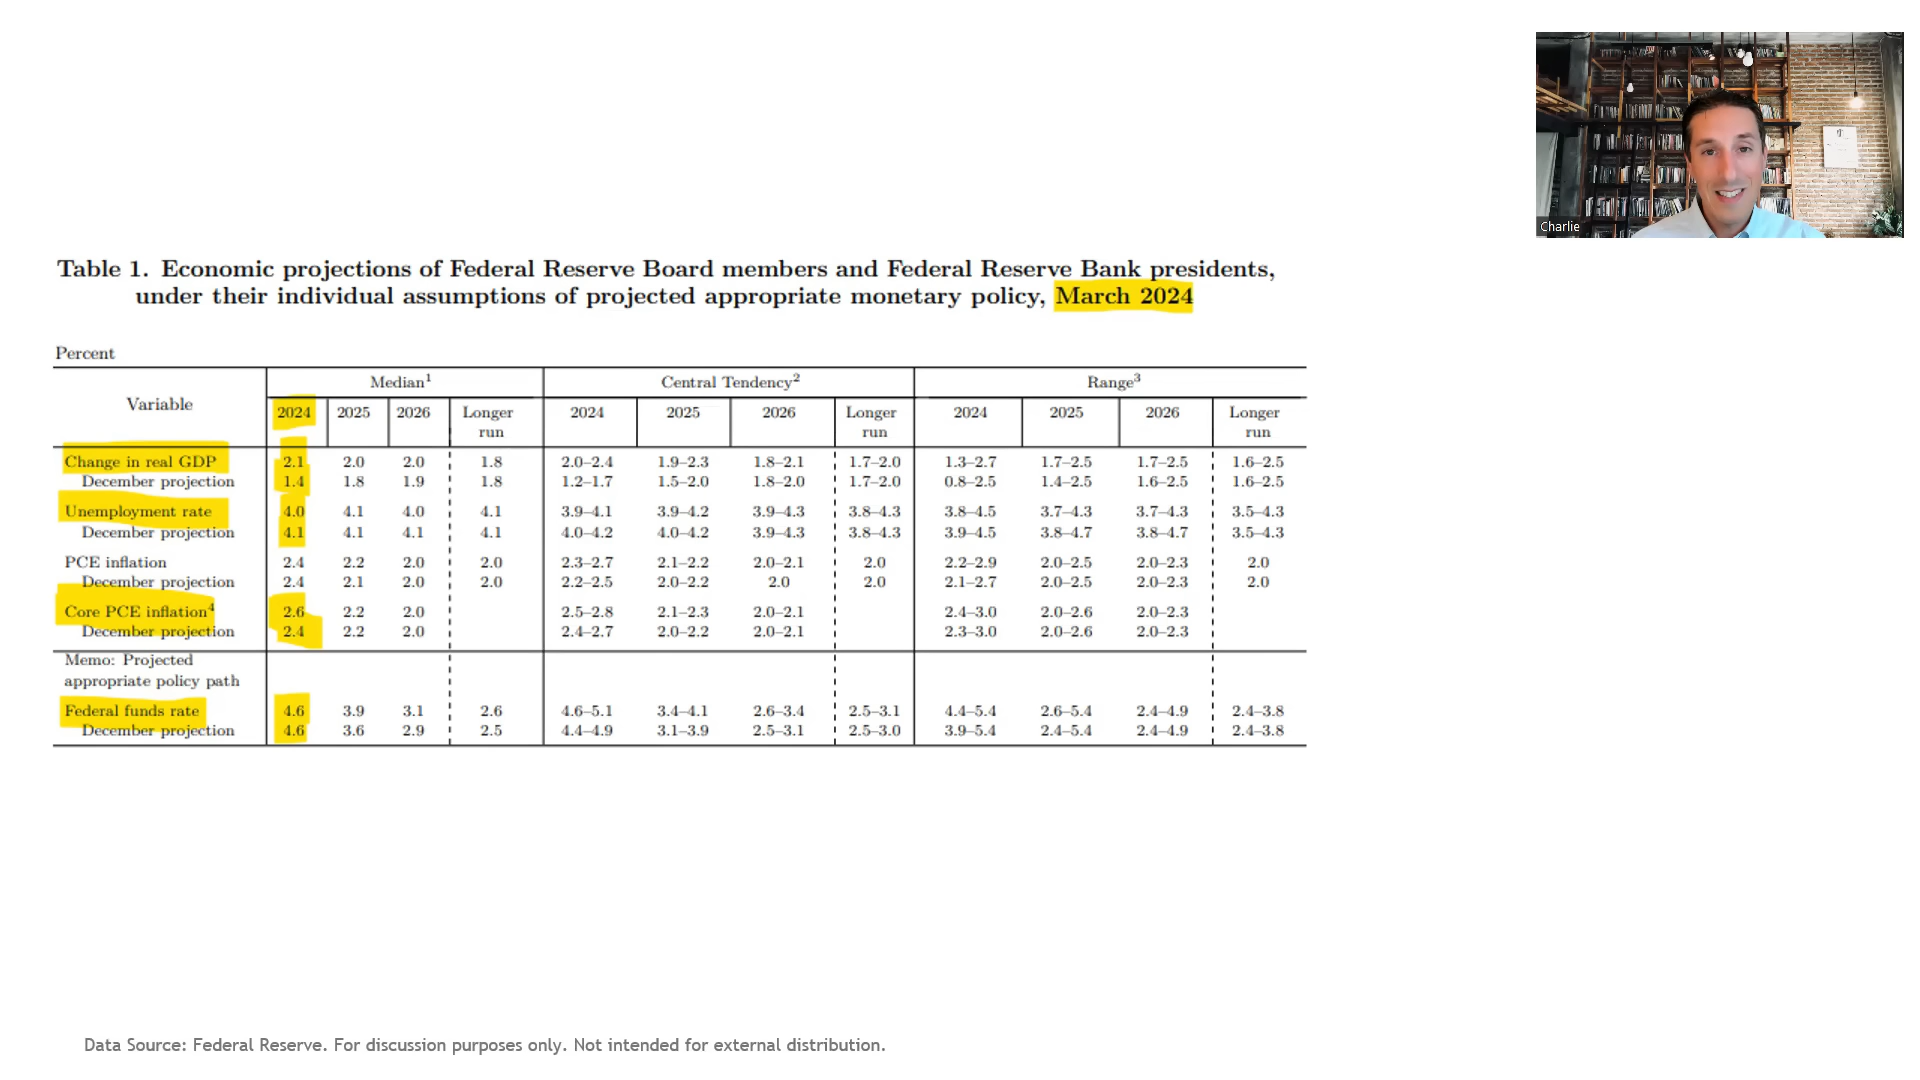 Charlie
Table 1. Economic projections of Federal Reserve Board members and Federal Reserve Bank presidents,
under their individual assumptions of projected appropriate monetary policy, March 2024
Percent
Variable Median¹ Central Tendency² Range³
2024 2025 2026 Longer run 2024 2025 2026 Longer run 2024 2025 2026 Longer run
Change in real GDP 2.1 2.0 2.0 1.8 2.0–2.4 1.9–2.3 1.8–2.1 1.7–2.0 1.3–2.7 1.7–2.5 1.7–2.5 1.6–2.5
December projection 1.4 1.8 1.9 1.8 1.2–1.7 1.5–2.0 1.8–2.0 1.7–2.0 0.8–2.5 1.4–2.5 1.6–2.5 1.6–2.5
Unemployment rate 4.0 4.1 4.0 4.1 3.9–4.1 3.9–4.2 3.9–4.3 3.8–4.3 3.8–4.5 3.7–4.3 3.7–4.3 3.5–4.3
December projection 4.1 4.1 4.1 4.1 4.0–4.2 4.0–4.2 3.9–4.3 3.8–4.3 3.9–4.5 3.8–4.7 3.8–4.7 3.5–4.3
PCE inflation 2.4 2.2 2.0 2.0 2.3–2.7 2.1–2.2 2.0–2.1 2.0 2.2–2.9 2.0–2.5 2.0–2.3 2.0
December projection 2.4 2.1 2.0 2.0 2.2–2.5 2.0–2.2 2.0 2.0 2.1–2.7 2.0–2.5 2.0–2.3 2.0
Core PCE inflation⁴ 2.6 2.2 2.0 2.5–2.8 2.1–2.3 2.0–2.1 2.4–3.0 2.0–2.6 2.0–2.3
December projection 2.4 2.2 2.0 2.4–2.7 2.0–2.2 2.0–2.1 2.3–3.0 2.0–2.6 2.0–2.3
Memo: Projected
appropriate policy path
Federal funds rate 4.6 3.9 3.1 2.6 4.6–5.1 3.4–4.1 2.6–3.4 2.5–3.1 4.4–5.4 2.6–5.4 2.4–4.9 2.4–3.8
December projection 4.6 3.6 2.9 2.5 4.4–4.9 3.1–3.9 2.5–3.1 2.5–3.0 3.9–5.4 2.4–5.4 2.4–4.9 2.4–3.8
Data Source: Federal Reserve. For discussion purposes only. Not intended for external distribution.